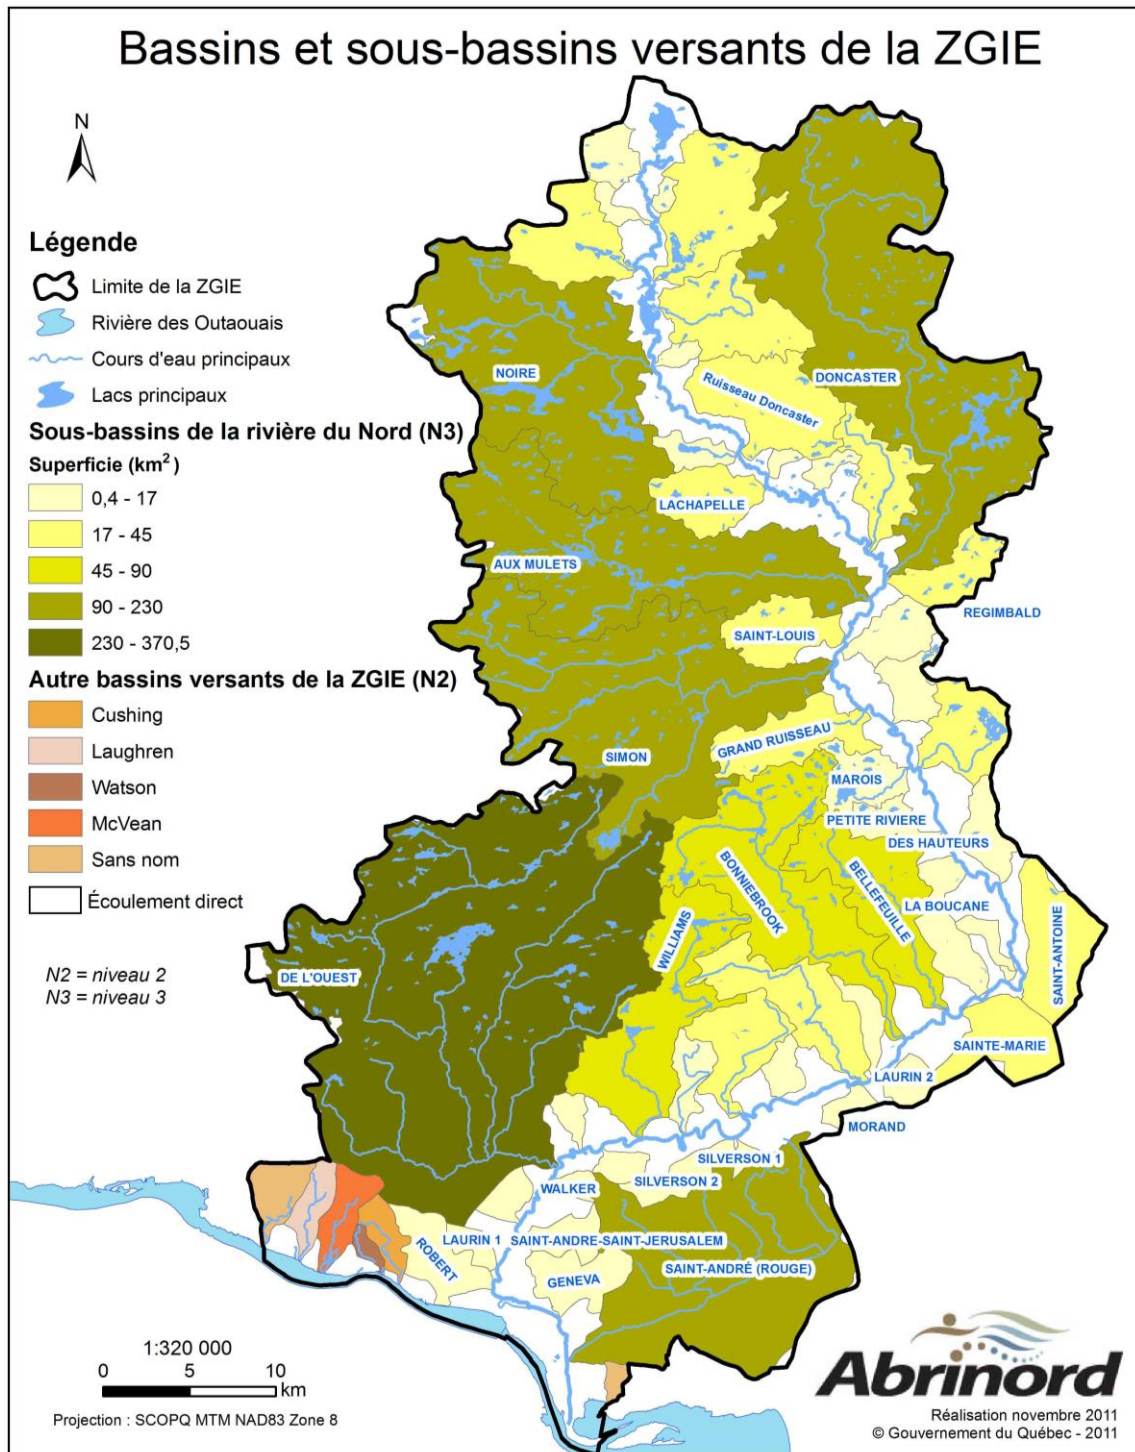 Bassins et sous-bassins versants de la ZGIE
N
Légende
Limite de la ZGIE
Rivière des Outaouais
Cours d'eau principaux
Lacs principaux
Sous-bassins de la rivière du Nord (N3)
Superficie (km²)
0,4 - 17
17 - 45
45 - 90
90 - 230
230 - 370,5
Autre bassins versants de la ZGIE (N2)
Cushing
Laughren
Watson
McVean
Sans nom
Écoulement direct
N2 = niveau 2
N3 = niveau 3
NOIRE
Ruisseau Doncaster
DONCASTER
LACHAPELLE
AUX MULETS
REGIMBALD
SAINT-LOUIS
GRAND RUISSEAU
SIMON
MAROIS
PETITE RIVIERE
DES HAUTEURS
BONNIEBROOK
BELLEFEUILLE
LA BOUCANE
WILLIAMS
SAINT-ANTOINE
DE L'OUEST
SAINTE-MARIE
LAURIN 2
MORAND
SILVERSON 1
SILVERSON 2
WALKER
LAURIN 1
SAINT-ANDRE-SAINT-JERUSALEM
ROBERT
GENEVA
SAINT-ANDRÉ (ROUGE)
1:320 000
0 5 10
km
Projection : SCOPQ MTM NAD83 Zone 8
Abrinord
Réalisation novembre 2011
© Gouvernement du Québec - 2011